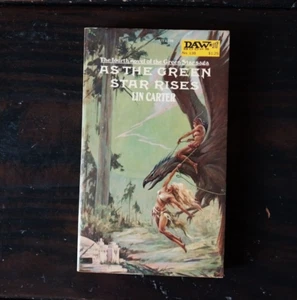 DAW
The fourth novel of the Green Star saga
AS THE GREEN
STAR RISES
LIN CARTER